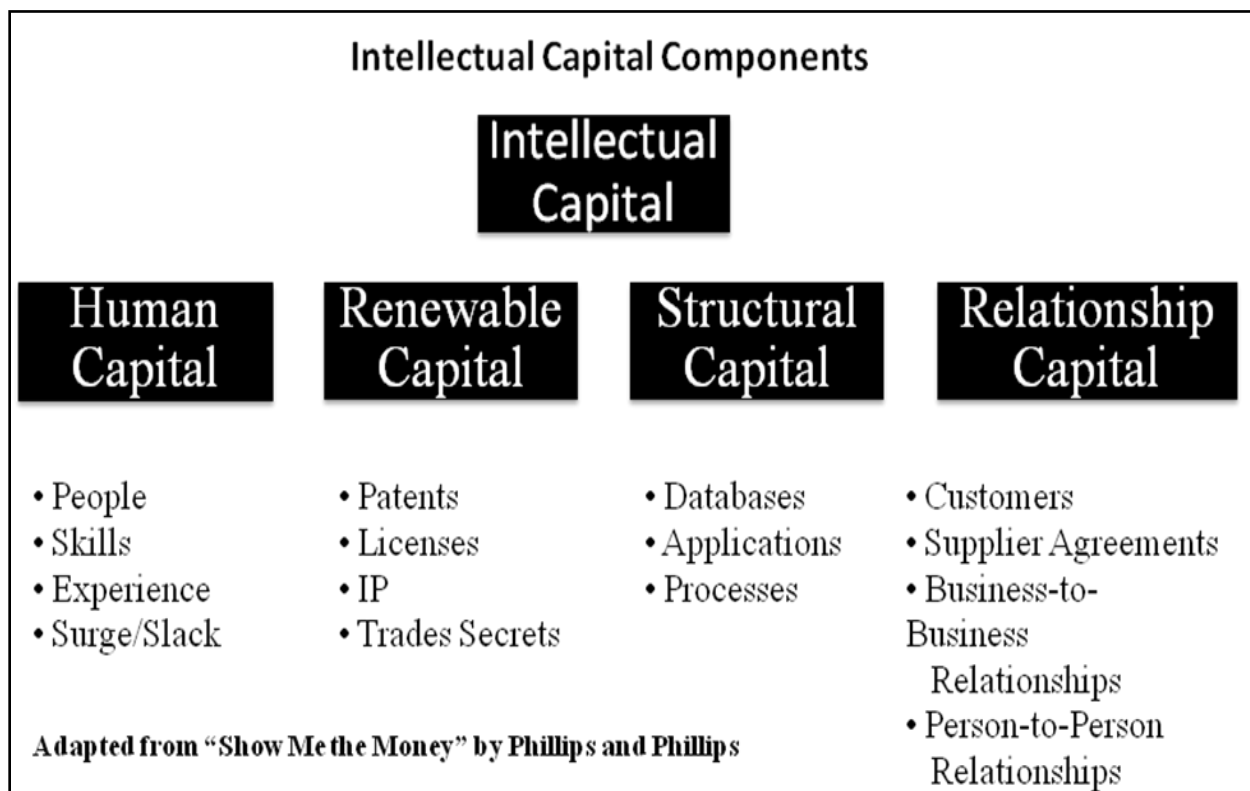 Intellectual Capital Components
Intellectual
Capital
Human
Capital
Renewable
Capital
Structural
Capital
Relationship
Capital
• People
• Skills
• Experience
• Surge/Slack
• Patents
• Licenses
• IP
• Trades Secrets
• Databases
• Applications
• Processes
• Customers
• Supplier Agreements
• Business-to-
Business
Relationships
• Person-to-Person
Relationships
Adapted from “Show Me the Money” by Phillips and Phillips